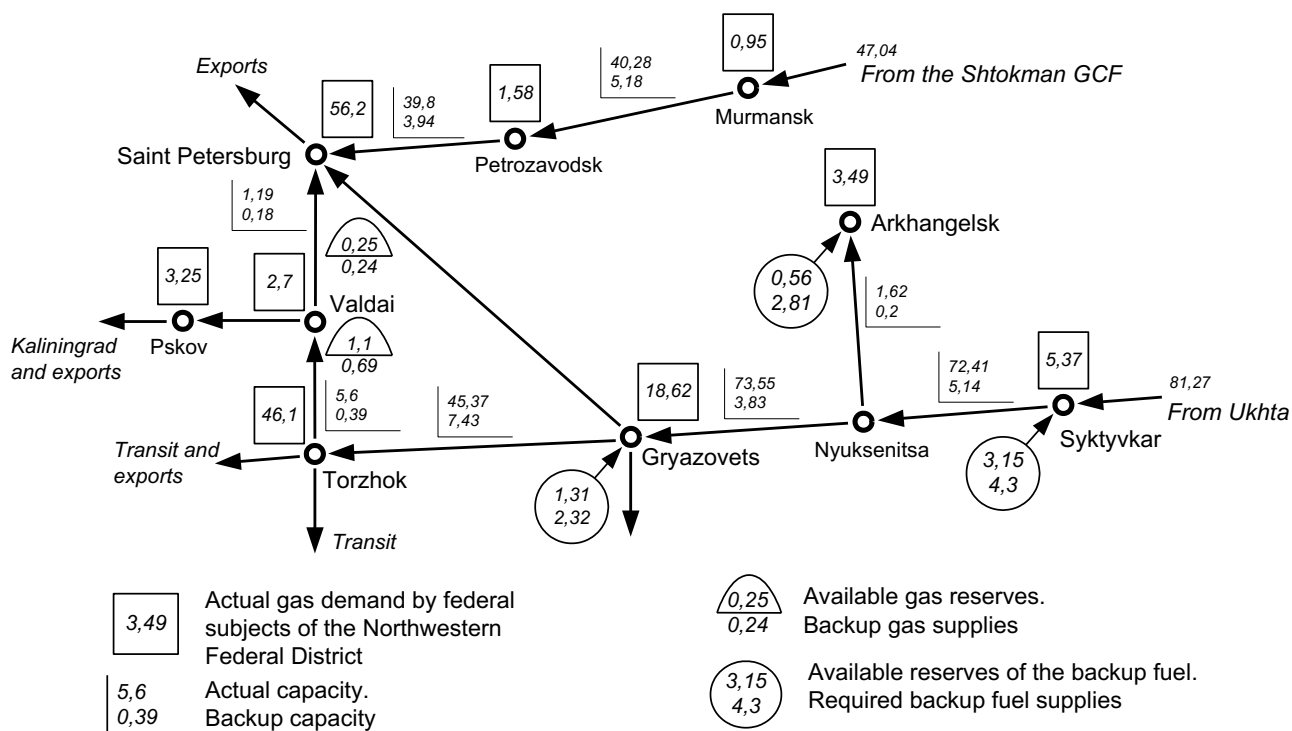 0,95
47,04
From the Shtokman GCF
Murmansk
40,28
5,18
Exports
1,58
56,2
39,8
3,94
Petrozavodsk
Saint Petersburg
3,49
Arkhangelsk
1,19
0,18
0,25
0,24
0,56
2,81
3,25
2,7
Valdai
1,62
0,2
Pskov
Kaliningrad
and exports
1,1
0,69
72,41
5,14
5,37
81,27
From Ukhta
18,62
73,55
3,83
46,1
5,6
0,39
45,37
7,43
Syktyvkar
Nyuksenitsa
Gryazovets
Transit and
exports
Torzhok
3,15
4,3
1,31
2,32
Transit
3,49
Actual gas demand by federal
subjects of the Northwestern
Federal District
5,6
0,39
Actual capacity.
Backup capacity
0,25
0,24
Available gas reserves.
Backup gas supplies
3,15
4,3
Available reserves of the backup fuel.
Required backup fuel supplies